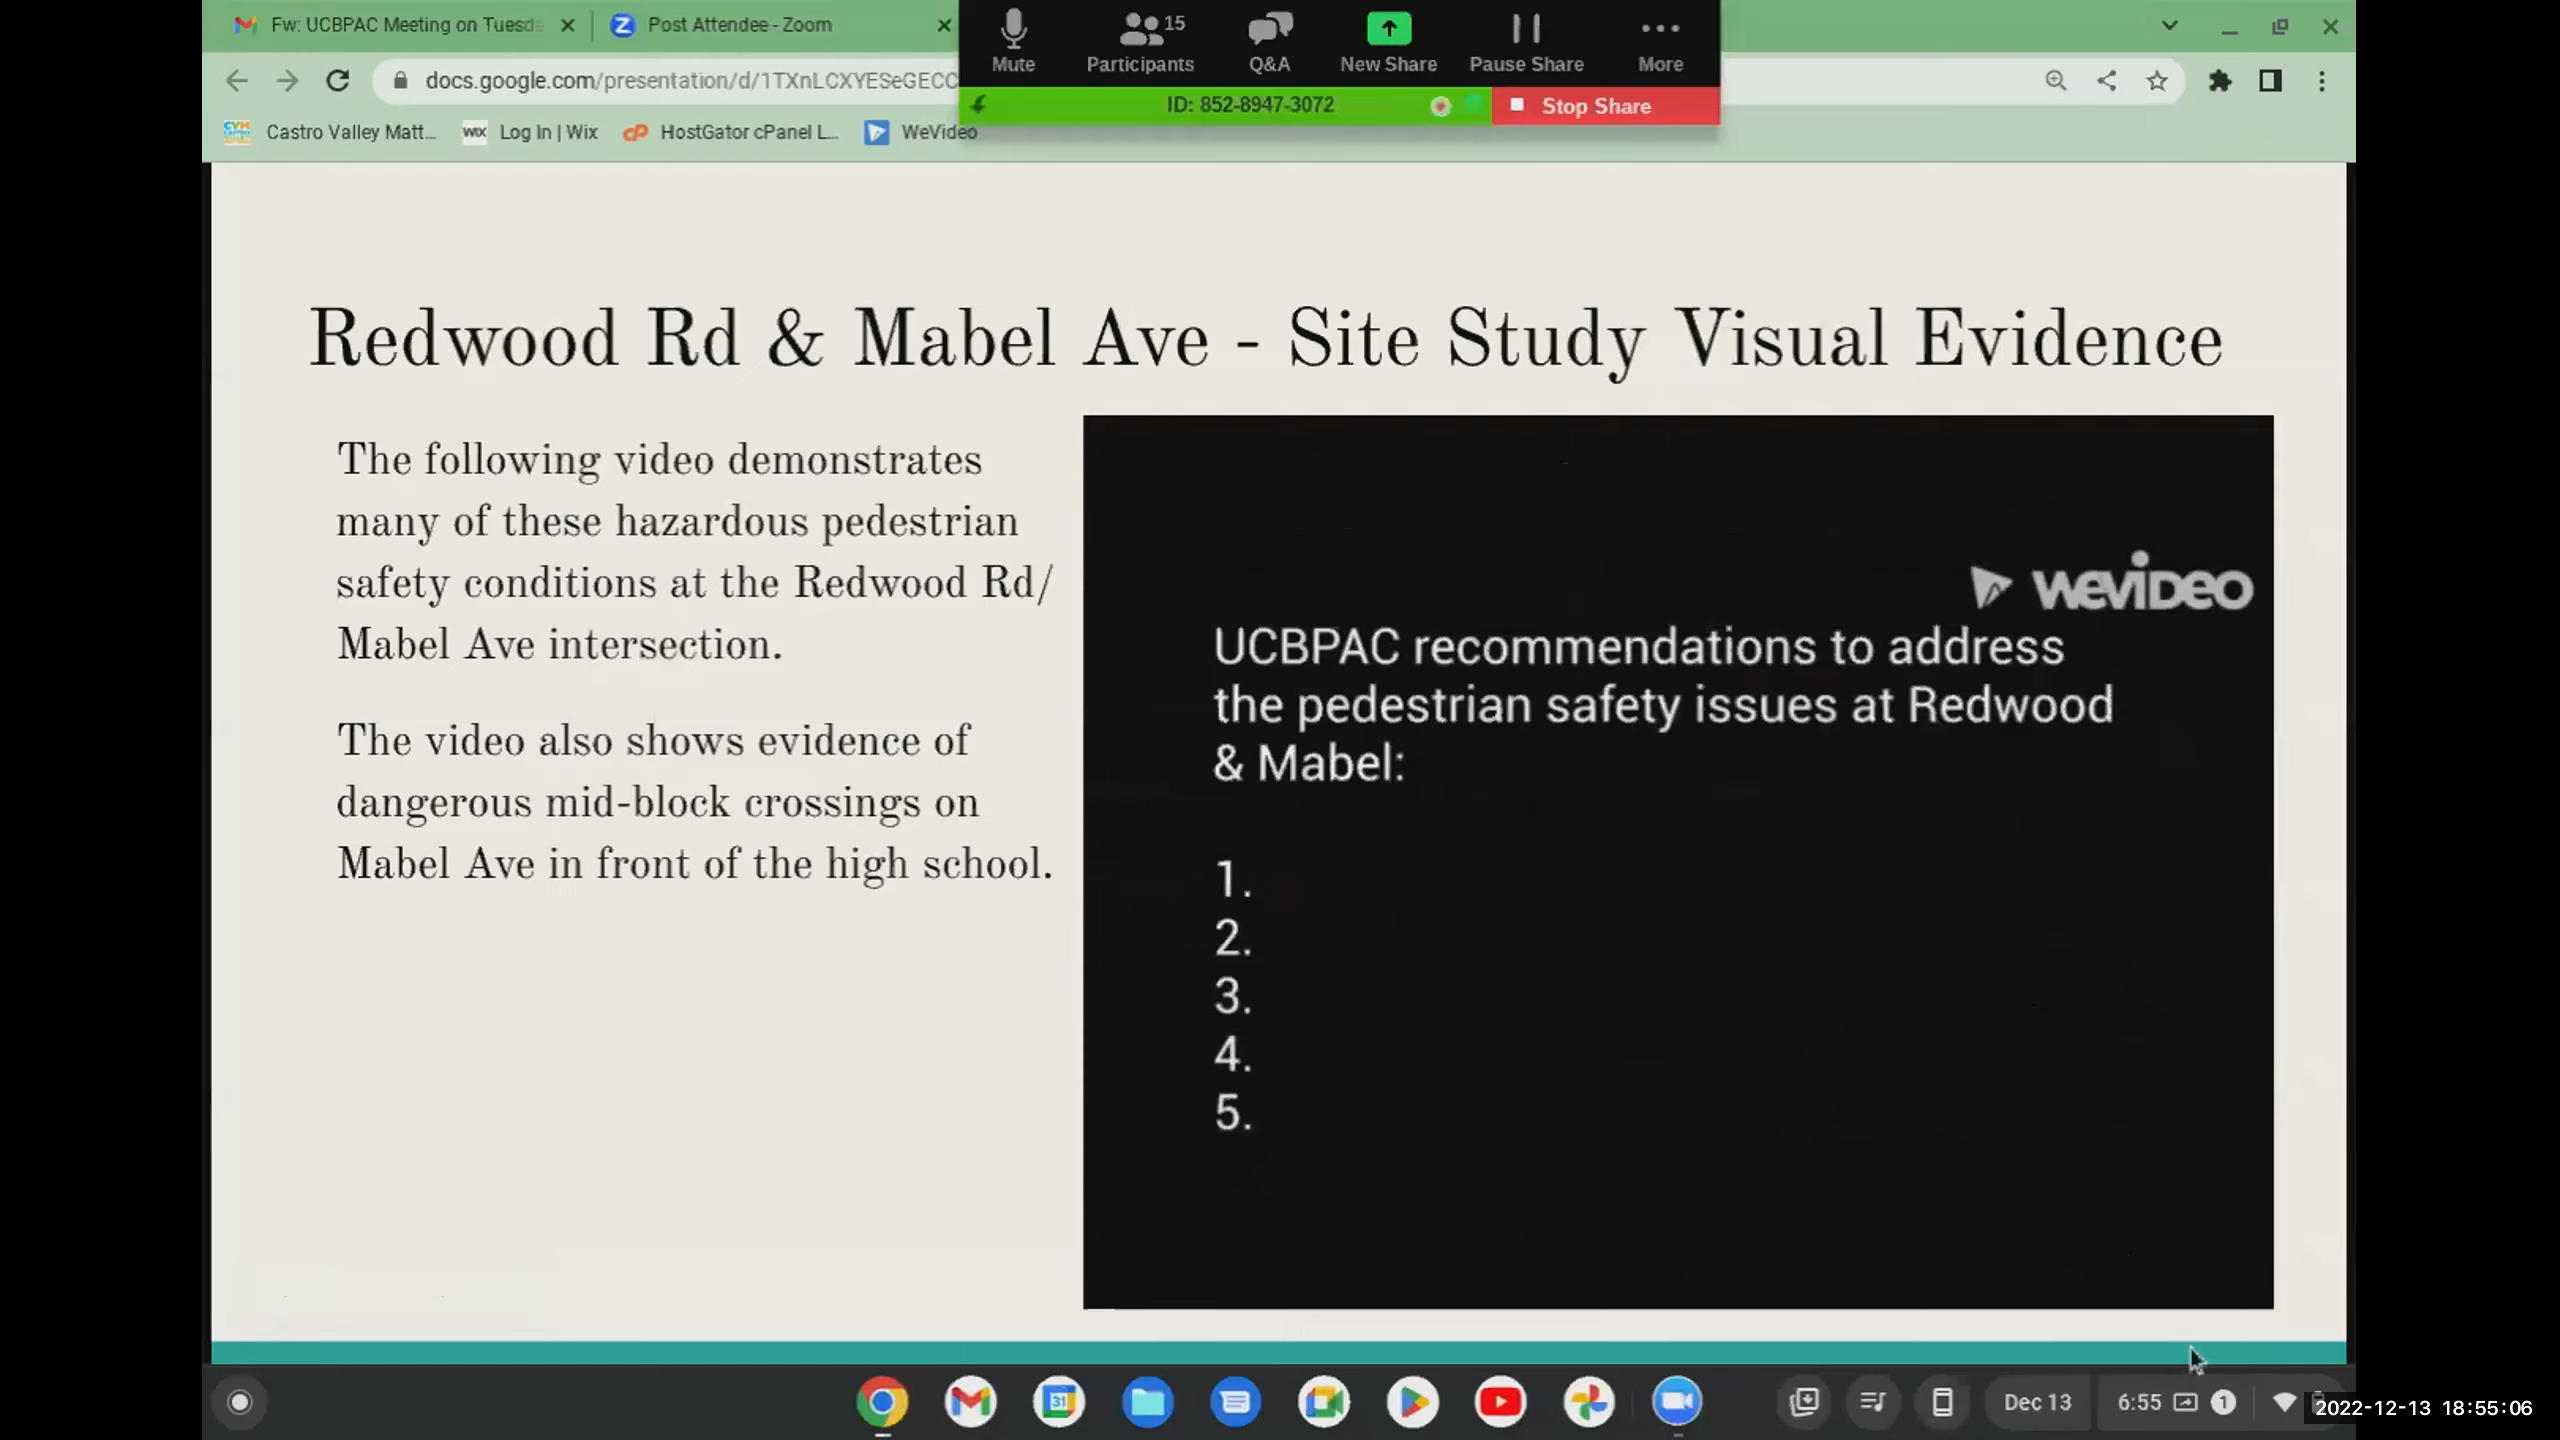 Fw: UCBPAC Meeting on Tuesd
Post Attendee - Zoom
Mute
15
Participants
Q&A
New Share
Pause Share
More
docs.google.com/presentation/d/1TXnLCXYESeGECC
ID: 852-8947-3072
Stop Share
Castro Valley Matt...
WIX
Log In | Wix
cP
HostGator cPanel L...
WeVideo
Redwood Rd & Mabel Ave - Site Study Visual Evidence
The following video demonstrates
many of these hazardous pedestrian
safety conditions at the Redwood Rd/
Mabel Ave intersection.
The video also shows evidence of
dangerous mid-block crossings on
Mabel Ave in front of the high school.
WEVIDEO
UCBPAC recommendations to address
the pedestrian safety issues at Redwood
& Mabel:
1.
2.
3.
4.
5.
31
Dec 13
6:55
1
2022-12-13 18:55:06